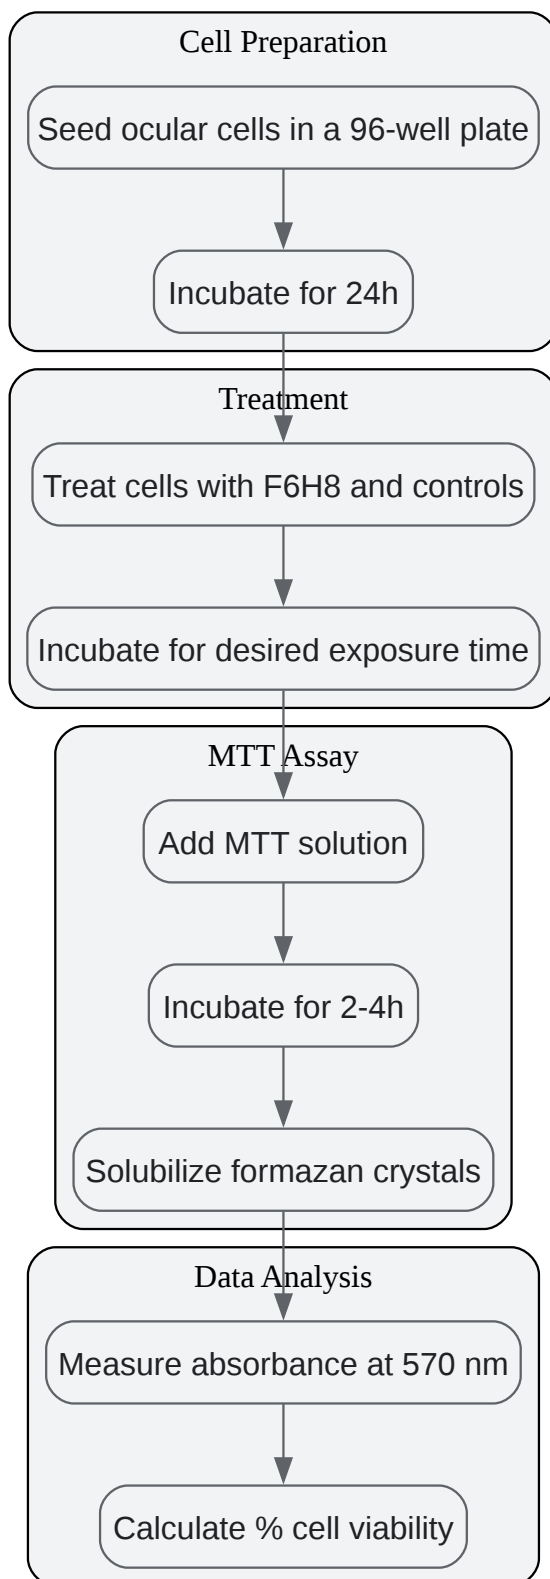 Cell Preparation
Seed ocular cells in a 96-well plate
Incubate for 24h
Treatment
Treat cells with F6H8 and controls
Incubate for desired exposure time
MTT Assay
Add MTT solution
Incubate for 2-4h
Solubilize formazan crystals
Data Analysis
Measure absorbance at 570 nm
Calculate % cell viability